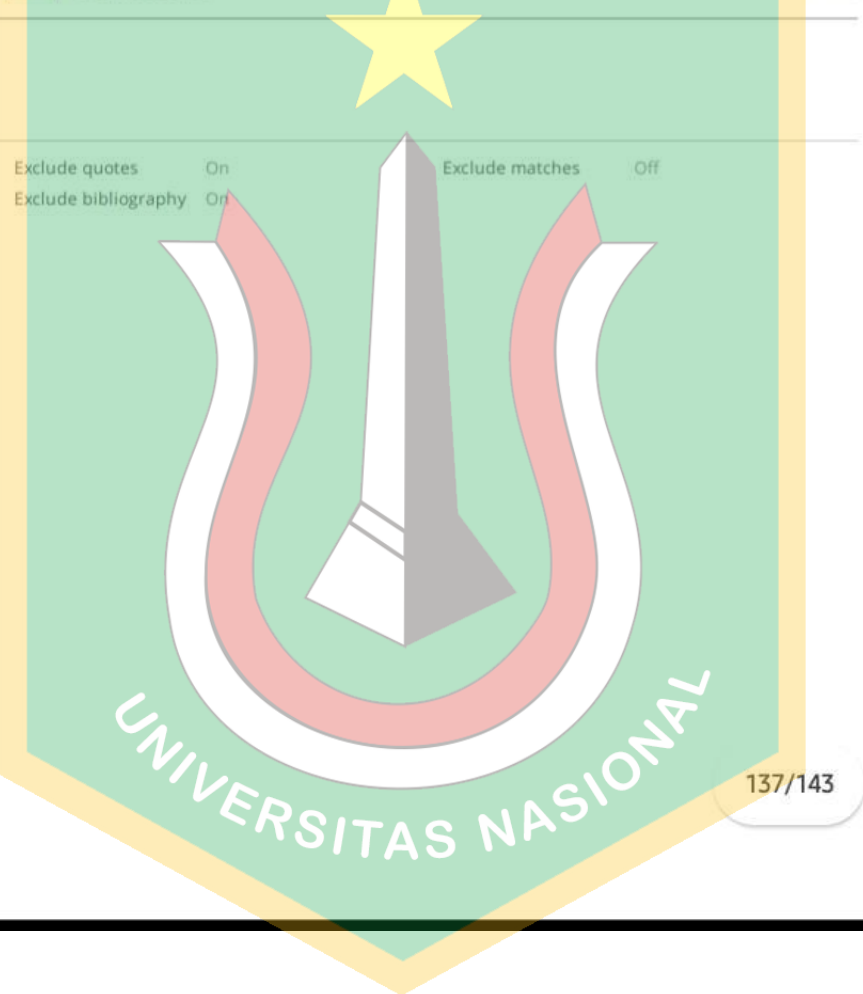 Exclude quotes On Exclude matches Off
Exclude bibliography On
UNIVERSITAS NASIONAL
137/143